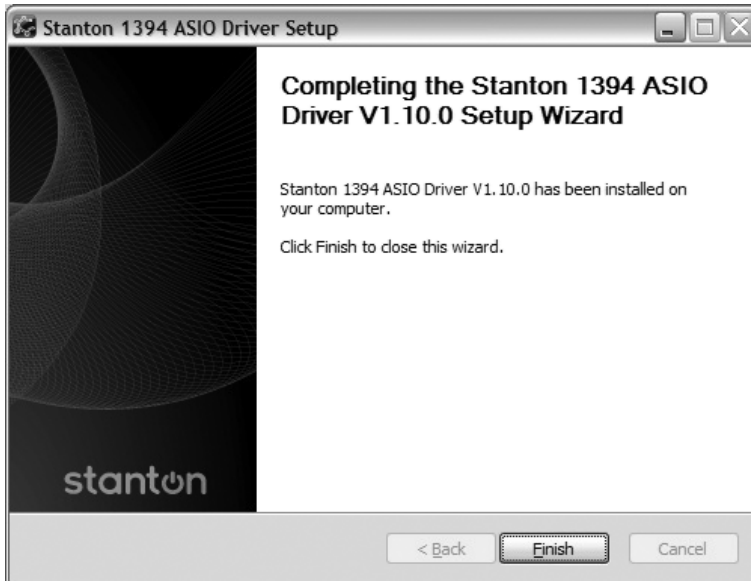 Stanton 1394 ASIO Driver Setup
Completing the Stanton 1394 ASIO
Driver V1.10.0 Setup Wizard
Stanton 1394 ASIO Driver V1.10.0 has been installed on
your computer.
Click Finish to close this wizard.
stanton
< Back Finish Cancel